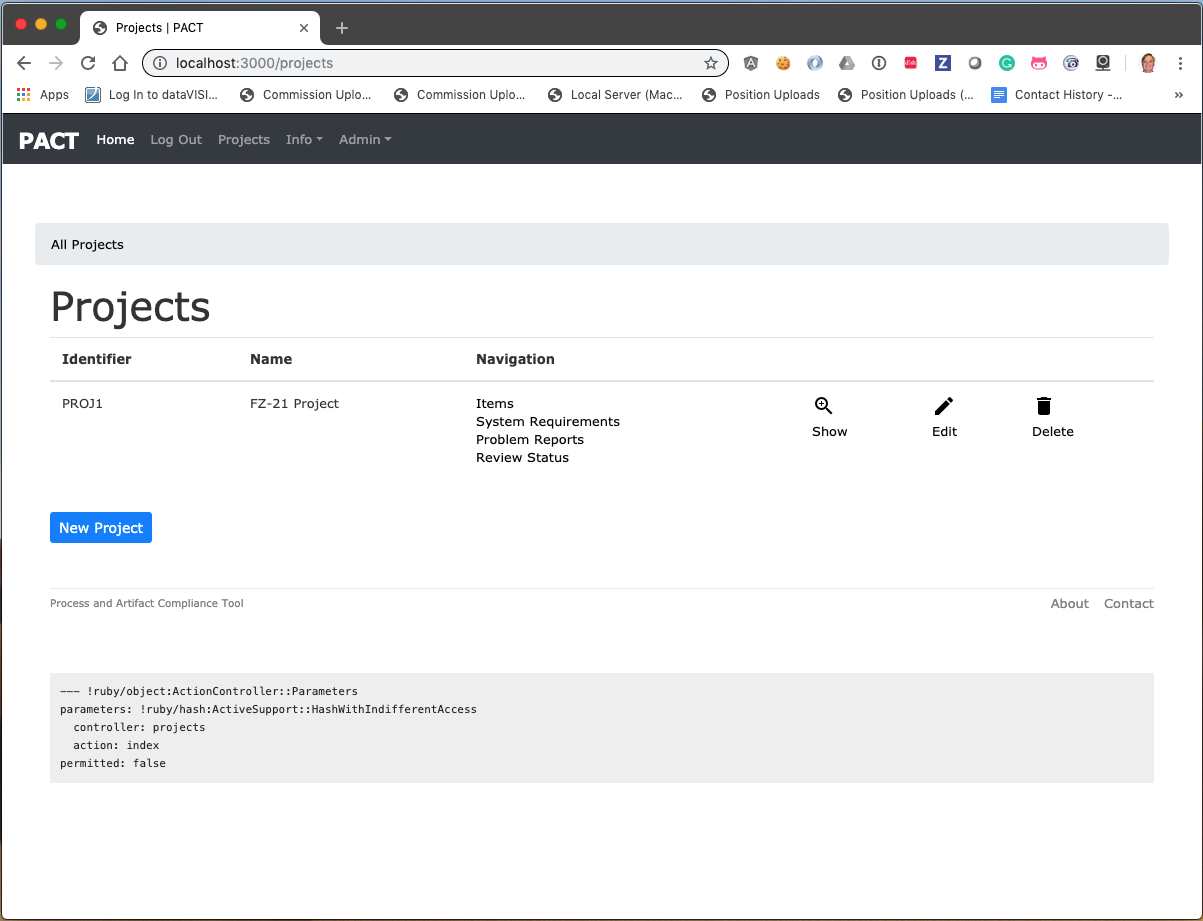 Projects | PACT
localhost:3000/projects
Apps Log In to dataVISI... Commission Uplo... Commission Uplo... Local Server (Mac... Position Uploads Position Uploads (... Contact History -... »
PACT Home Log Out Projects Info Admin
All Projects
Projects
Identifier Name Navigation
PROJ1 FZ-21 Project Items
System Requirements
Problem Reports
Review Status
Show Edit Delete
New Project
Process and Artifact Compliance Tool About Contact
--- !ruby/object:ActionController::Parameters
parameters: !ruby/hash:ActiveSupport::HashWithIndifferentAccess
  controller: projects
  action: index
permitted: false